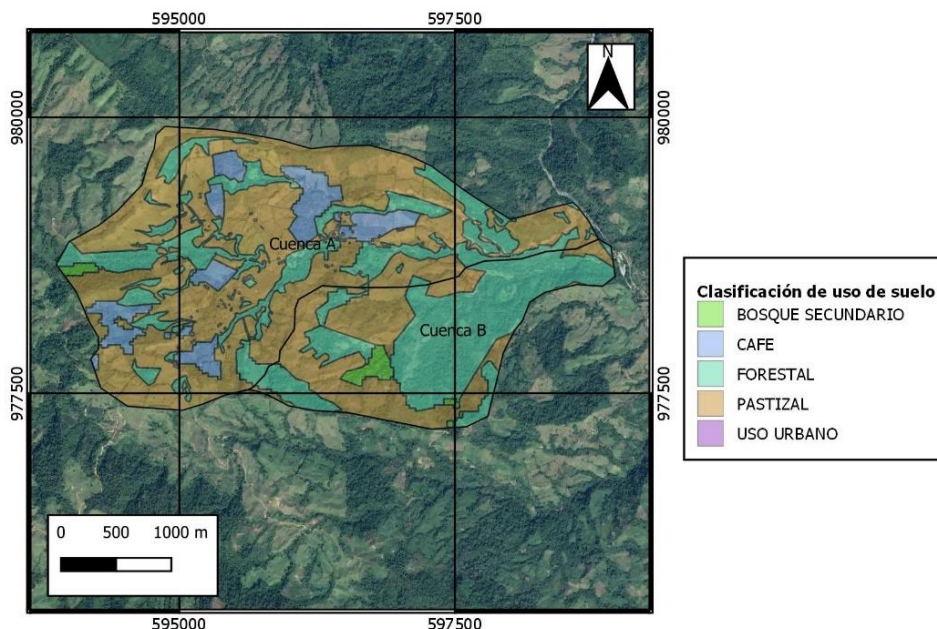 595000 597500
N
980000 980000
Cuenca A
Cuenca B
977500 977500
0 500 1000 m
595000 597500
Clasificación de uso de suelo
BOSQUE SECUNDARIO
CAFE
FORESTAL
PASTIZAL
USO URBANO